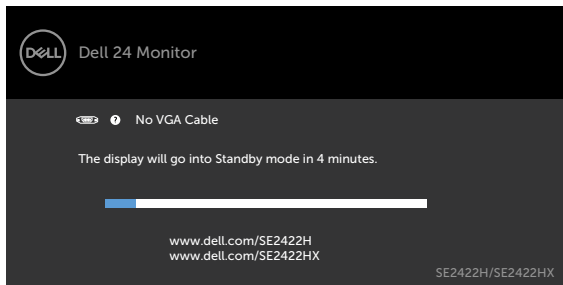 DELL
Dell 24 Monitor
? No VGA Cable
The display will go into Standby mode in 4 minutes.
www.dell.com/SE2422H
www.dell.com/SE2422HX
SE2422H/SE2422HX